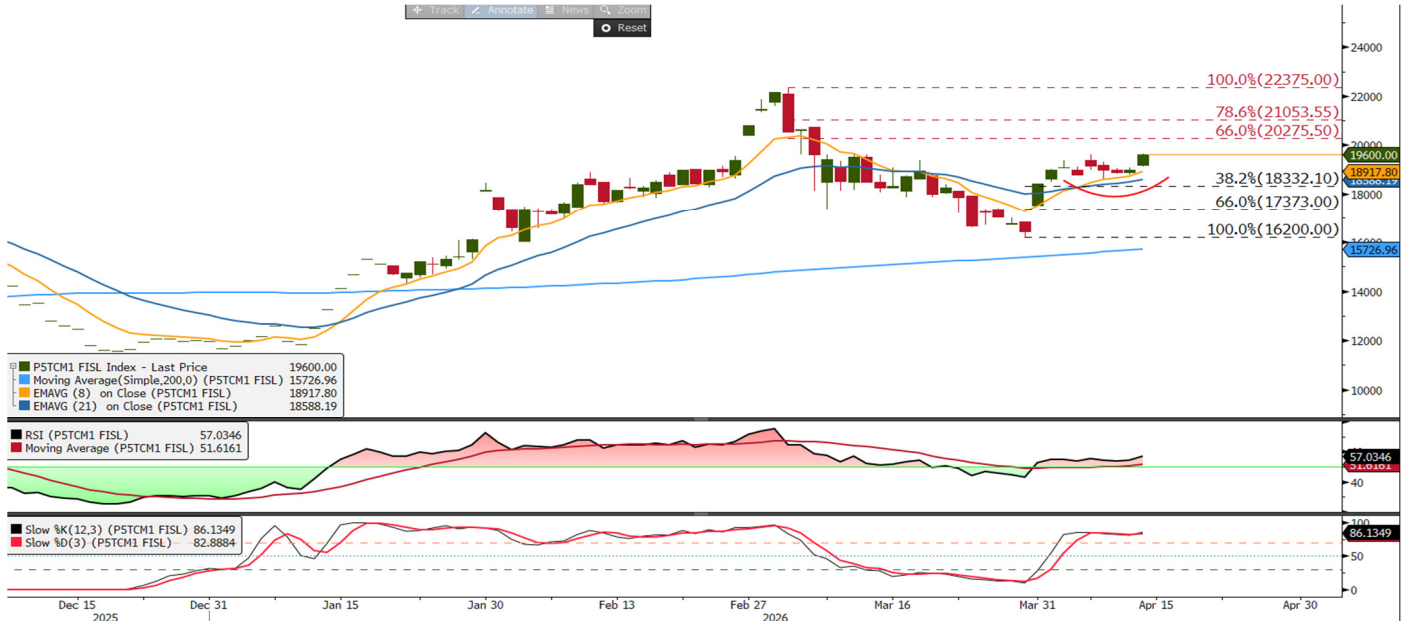 Track Annotate News Zoom
Reset
24000
100.0%(22375.00)
22000
78.6%(21053.55)
66.0%(20275.50)
20000
19600.00
18917.80
18588.19
38.2%(18332.10)
18000
66.0%(17373.00)
100.0%(16200.00)
16000
15726.96
14000
12000
10000
P5TCM1 FISL Index - Last Price 19600.00
Moving Average(Simple,200,0) (P5TCM1 FISL) 15726.96
EMAVG (8) on Close (P5TCM1 FISL) 18917.80
EMAVG (21) on Close (P5TCM1 FISL) 18588.19
RSI (P5TCM1 FISL) 57.0346
Moving Average (P5TCM1 FISL) 51.6161
57.0346
51.6161
40
Slow %K(12,3) (P5TCM1 FISL) 86.1349
Slow %D(3) (P5TCM1 FISL) 82.8884
100
86.1349
50
0
Dec 15 Dec 31 Jan 15 Jan 30 Feb 13 Feb 27 Mar 16 Mar 31 Apr 15 Apr 30
2025 2026